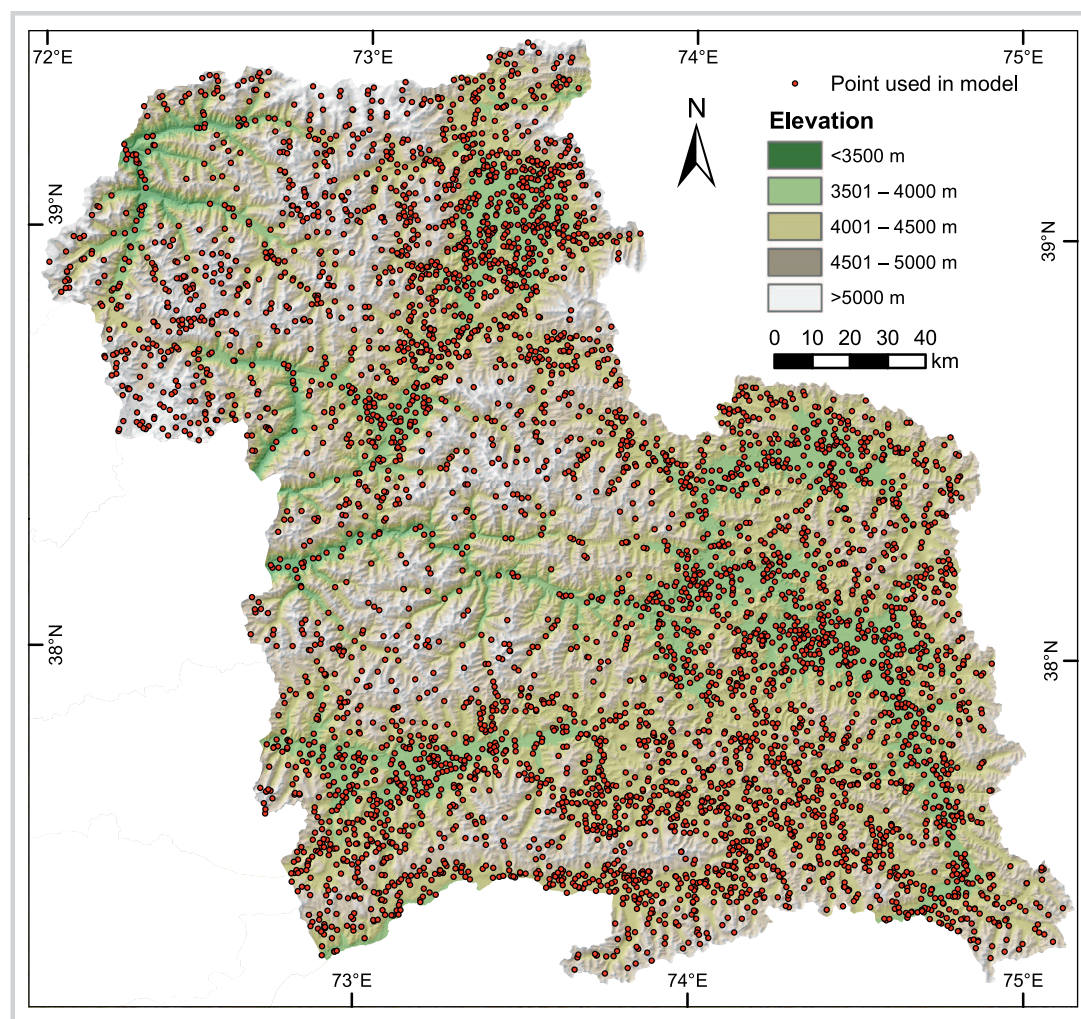 72°E 73°E 74°E 75°E
Point used in model
N
Elevation
<3500 m
3501 – 4000 m
4001 – 4500 m
4501 – 5000 m
>5000 m
0 10 20 30 40
km
39°N
39°N
38°N
38°N
73°E 74°E 75°E